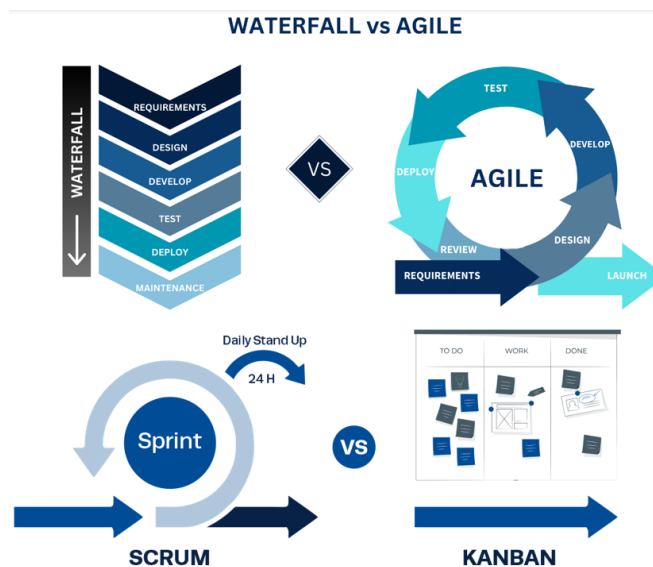 WATERFALL vs AGILE
WATERFALL
REQUIREMENTS
DESIGN
DEVELOP
TEST
DEPLOY
MAINTENANCE
VS
TEST
DEVELOP
DEPLOY
AGILE
REVIEW
DESIGN
REQUIREMENTS
LAUNCH
Daily Stand Up
24 H
Sprint
SCRUM
VS
TO DO
WORK
DONE
KANBAN